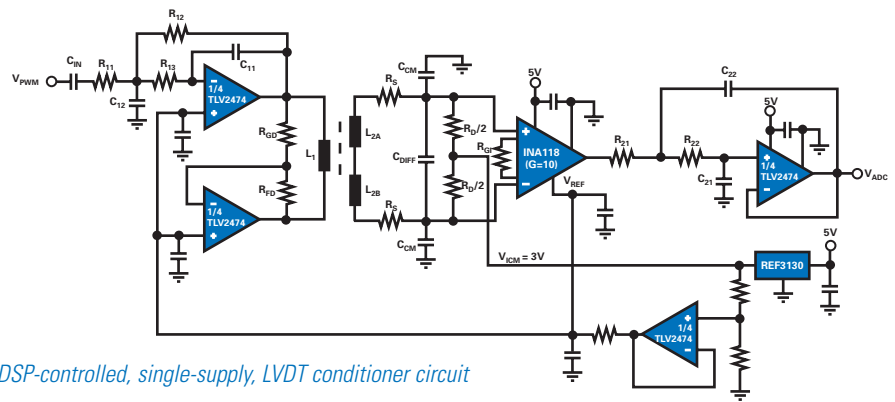 R12
CIN
R11
R13
C11
VPWM
C12
1/4
TLV2474
RGD
RFD
1/4
TLV2474
L1
L2A
L2B
RS
RS
CCM
CCM
CDIFF
RD/2
RD/2
RGI
5V
INA118
(G=10)
VREF
R21
R22
C22
C21
5V
1/4
TLV2474
VADC
VICM = 3V
REF3130
5V
1/4
TLV2474
DSP-controlled, single-supply, LVDT conditioner circuit